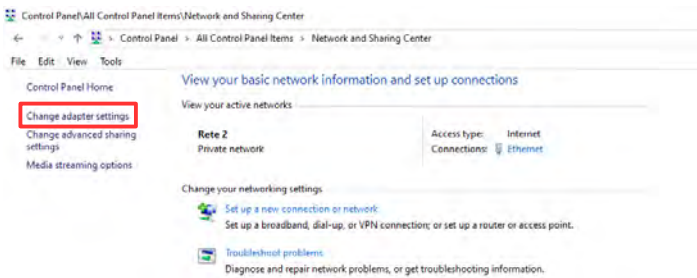 Control Panel\All Control Panel Items\Network and Sharing Center
Control Panel > All Control Panel Items > Network and Sharing Center
File Edit View Tools
Control Panel Home
Change adapter settings
Change advanced sharing
settings
Media streaming options
View your basic network information and set up connections
View your active networks
Rete 2
Private network
Access type: Internet
Connections: Ethernet
Change your networking settings
Set up a new connection or network
Set up a broadband, dial-up, or VPN connection; or set up a router or access point.
Troubleshoot problems
Diagnose and repair network problems, or get troubleshooting information.